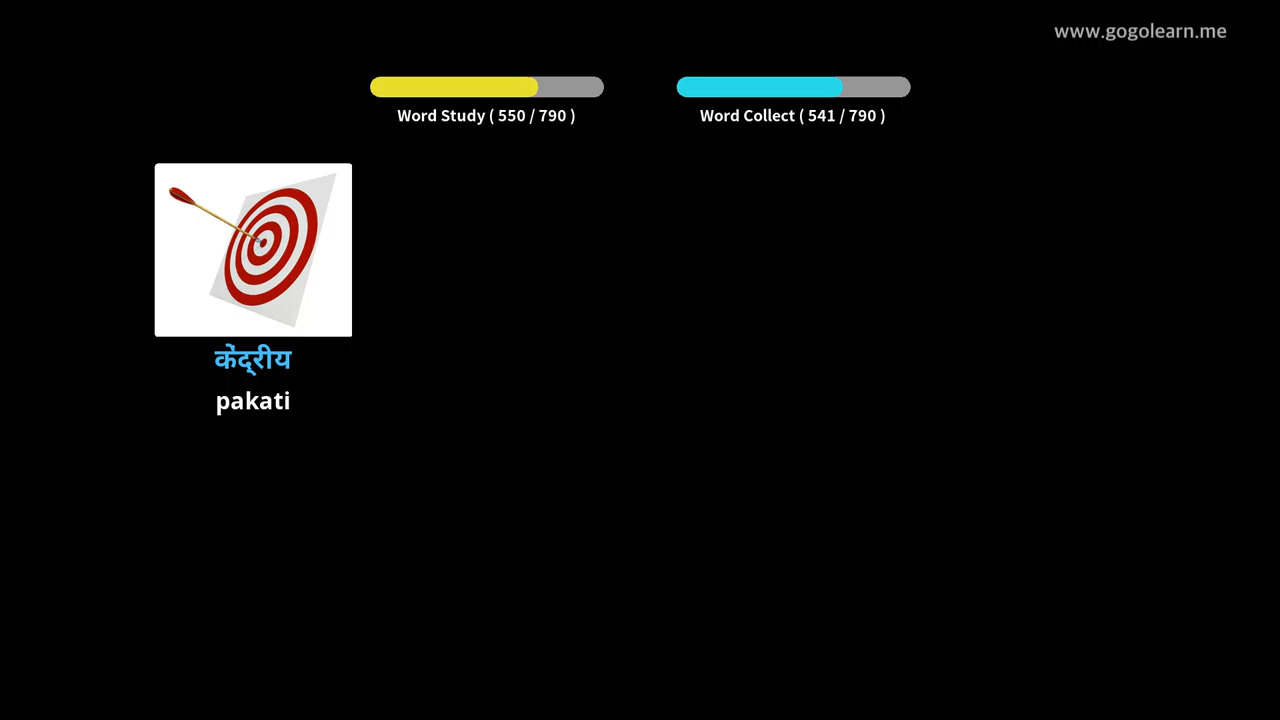 www.gogolearn.me
Word Study ( 550 / 790 )
Word Collect ( 541 / 790 )
केंद्रीय
pakati